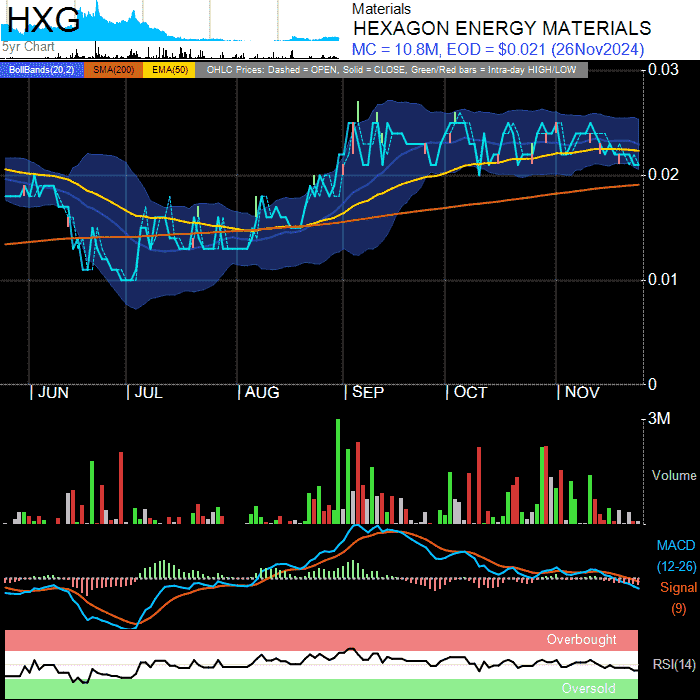 HXG
5yr Chart
Materials
HEXAGON ENERGY MATERIALS
MC = 10.8M, EOD = $0.021 (26Nov2024)
BollBands(20,2) SMA(200) EMA(50) OHLC Prices: Dashed = OPEN, Solid = CLOSE, Green/Red bars = Intra-day HIGH/LOW
0.03
0.02
0.01
0
JUN JUL AUG SEP OCT NOV
3M
Volume
MACD
(12-26)
Signal
(9)
Overbought
RSI(14)
Oversold